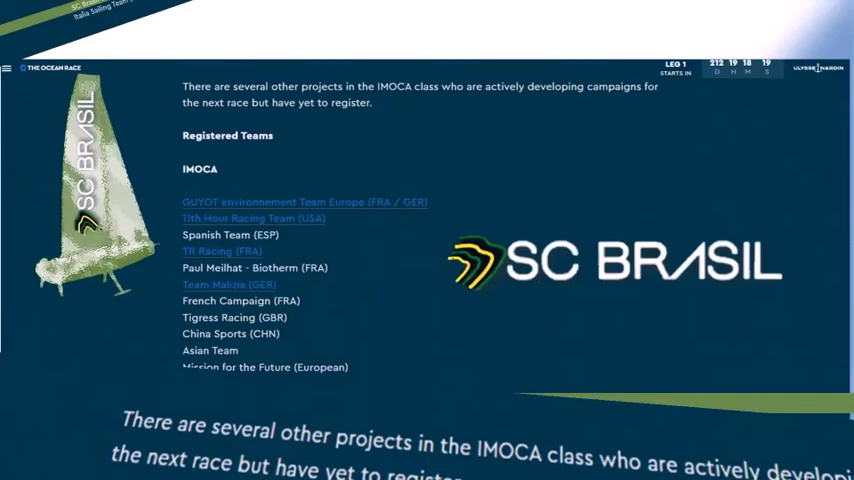 SC Brasil
Italia Sailing Team
THE OCEAN RACE
LEG 1
STARTS IN
212 19 18 19
D H M S
ULYSSE NARDIN
There are several other projects in the IMOCA class who are actively developing campaigns for
the next race but have yet to register.
Registered Teams
IMOCA
GUYOT environnement Team Europe (FRA / GER)
11th Hour Racing Team (USA)
Spanish Team (ESP)
TR Racing (FRA)
Paul Meilhat - Biotherm (FRA)
Team Malizia (GER)
French Campaign (FRA)
Tigress Racing (GBR)
China Sports (CHN)
Asian Team
Mission for the Future (European)
SC BRASIL
SC BRASIL
There are several other projects in the IMOCA class who are actively developi
the next race but have yet to register